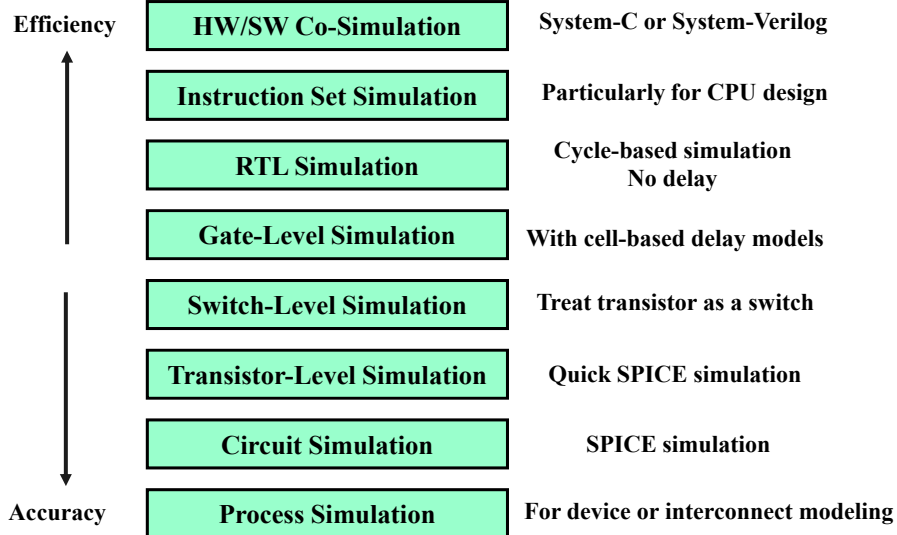 Efficiency
HW/SW Co-Simulation
System-C or System-Verilog
Instruction Set Simulation
Particularly for CPU design
RTL Simulation
Cycle-based simulation
No delay
Gate-Level Simulation
With cell-based delay models
Switch-Level Simulation
Treat transistor as a switch
Transistor-Level Simulation
Quick SPICE simulation
Circuit Simulation
SPICE simulation
Accuracy
Process Simulation
For device or interconnect modeling